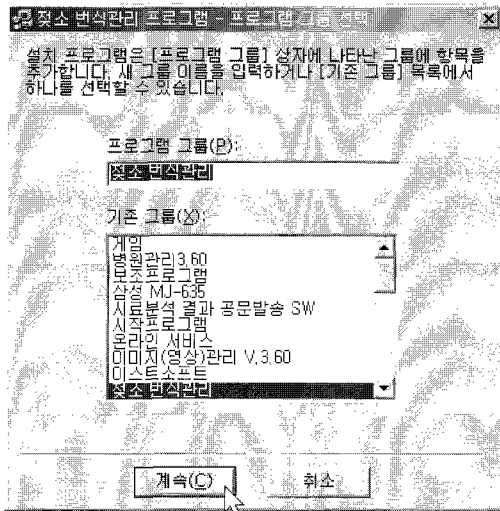 젖소 번식관리 프로그램 - 프로그램 그룹 선택
설치 프로그램은 [프로그램 그룹] 상자에 나타난 그룹에 항목을
추가합니다. 새 그룹 이름을 입력하거나 [기존 그룹] 목록에서
하나를 선택할 수 있습니다.
프로그램 그룹(P):
젖소 번식관리
기존 그룹(X):
게임
병원관리3,60
보조프로그램
삼성 MJ-635
시료분석 결과 공문발송 SW
시작프로그램
온라인 서비스
이미지(영상)관리 V,3,60
이스트소프트
젖소 번식관리
계속(C)
취소